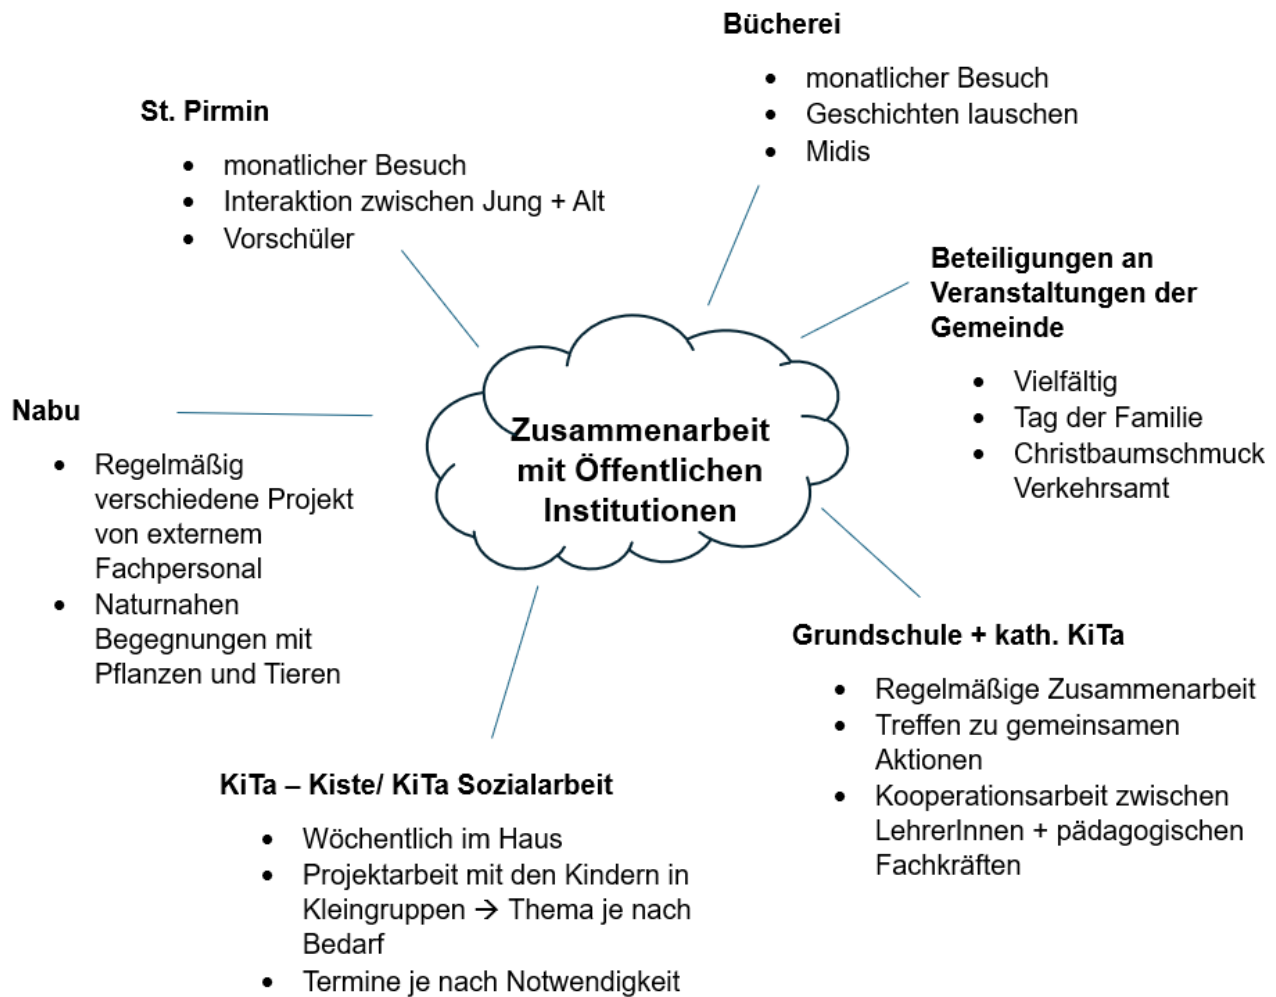 Bücherei
• monatlicher Besuch
• Geschichten lauschen
• Midis
St. Pirmin
• monatlicher Besuch
• Interaktion zwischen Jung + Alt
• Vorschüler
Beteiligungen an
Veranstaltungen der
Gemeinde
• Vielfältig
• Tag der Familie
• Christbaumschmuck
Verkehrsamt
Nabu
• Regelmäßig
verschiedene Projekt
von externem
Fachpersonal
• Naturnahen
Begegnungen mit
Pflanzen und Tieren
Zusammenarbeit
mit Öffentlichen
Institutionen
Grundschule + kath. KiTa
• Regelmäßige Zusammenarbeit
• Treffen zu gemeinsamen
Aktionen
• Kooperationsarbeit zwischen
LehrerInnen + pädagogischen
Fachkräften
KiTa – Kiste/ KiTa Sozialarbeit
• Wöchentlich im Haus
• Projektarbeit mit den Kindern in
Kleingruppen → Thema je nach
Bedarf
• Termine je nach Notwendigkeit